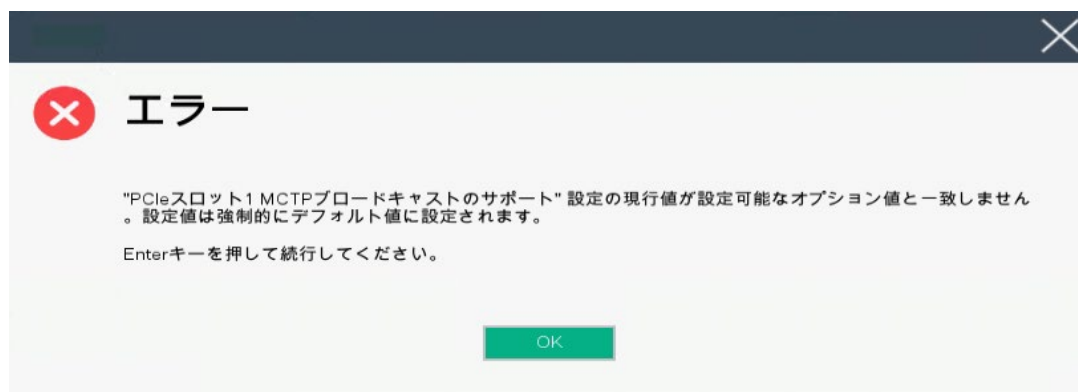 エラー
"PCIeスロット1 MCTPブロードキャストのサポート" 設定の現行値が設定可能なオプション値と一致しません
。設定値は強制的にデフォルト値に設定されます。
Enterキーを押して続行してください。
OK